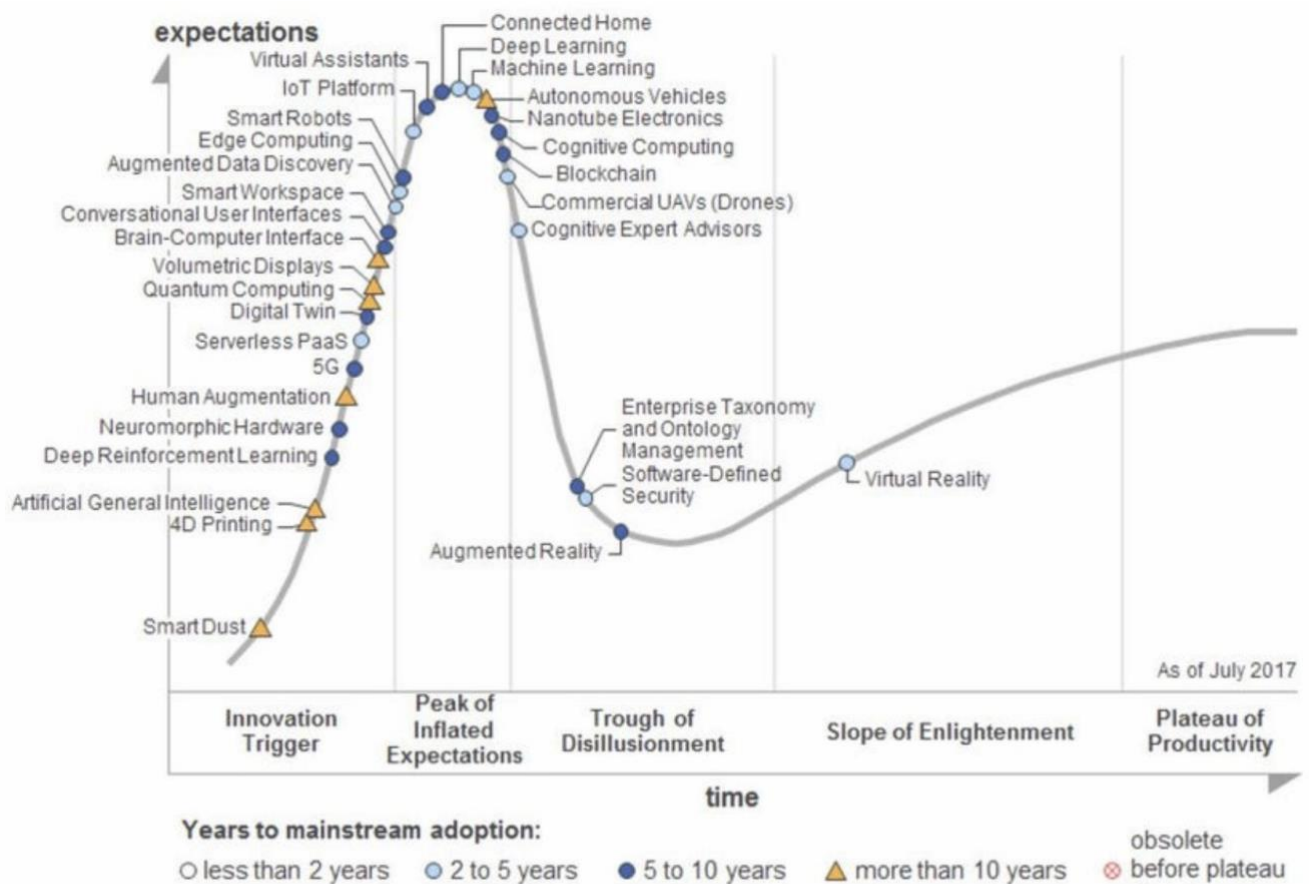 expectations
Connected Home
Deep Learning
Virtual Assistants
Machine Learning
IoT Platform
Autonomous Vehicles
Smart Robots
Nanotube Electronics
Edge Computing
Cognitive Computing
Augmented Data Discovery
Blockchain
Smart Workspace
Commercial UAVs (Drones)
Conversational User Interfaces
Cognitive Expert Advisors
Brain-Computer Interface
Volumetric Displays
Quantum Computing
Digital Twin
Serverless PaaS
5G
Human Augmentation
Neuromorphic Hardware
Deep Reinforcement Learning
Artificial General Intelligence
4D Printing
Smart Dust
Enterprise Taxonomy
and Ontology
Management
Software-Defined
Security
Augmented Reality
Virtual Reality
As of July 2017
Innovation
Trigger
Peak of
Inflated
Expectations
Trough of
Disillusionment
Slope of Enlightenment
Plateau of
Productivity
time
Years to mainstream adoption:
less than 2 years
2 to 5 years
5 to 10 years
more than 10 years
obsolete
before plateau